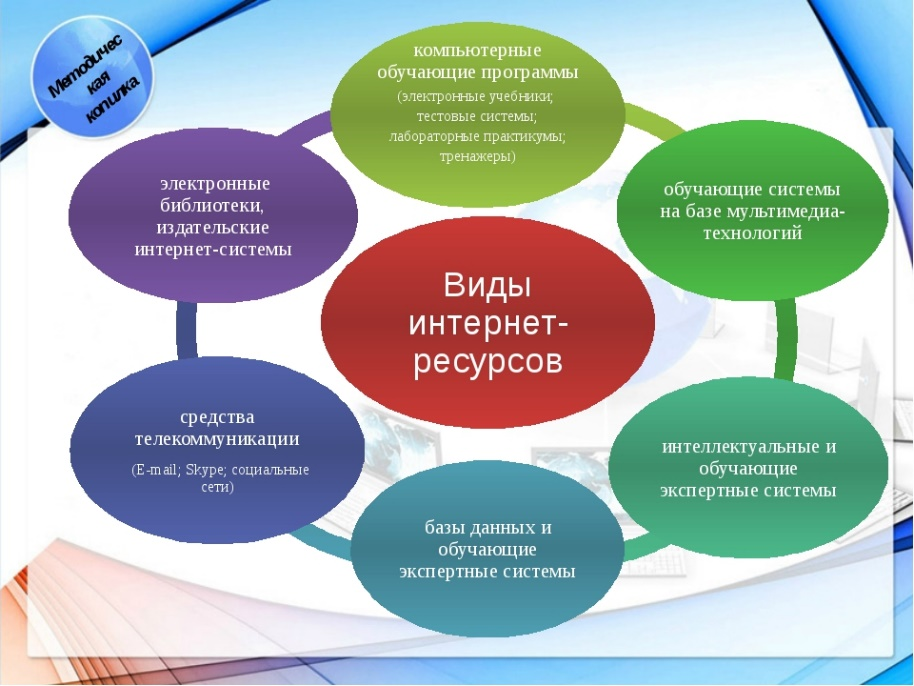 Методичес
кая
копилка
компьютерные
обучающие программы
(электронные учебники;
тестовые системы;
лабораторные практикумы;
тренажеры)
обучающие системы
на базе мультимедиа-
технологий
интеллектуальные и
обучающие
экспертные системы
базы данных и
обучающие
экспертные системы
средства
телекоммуникации
(E-mail; Skype; социальные
сети)
электронные
библиотеки,
издательские
интернет-системы
Виды
интернет-
ресурсов